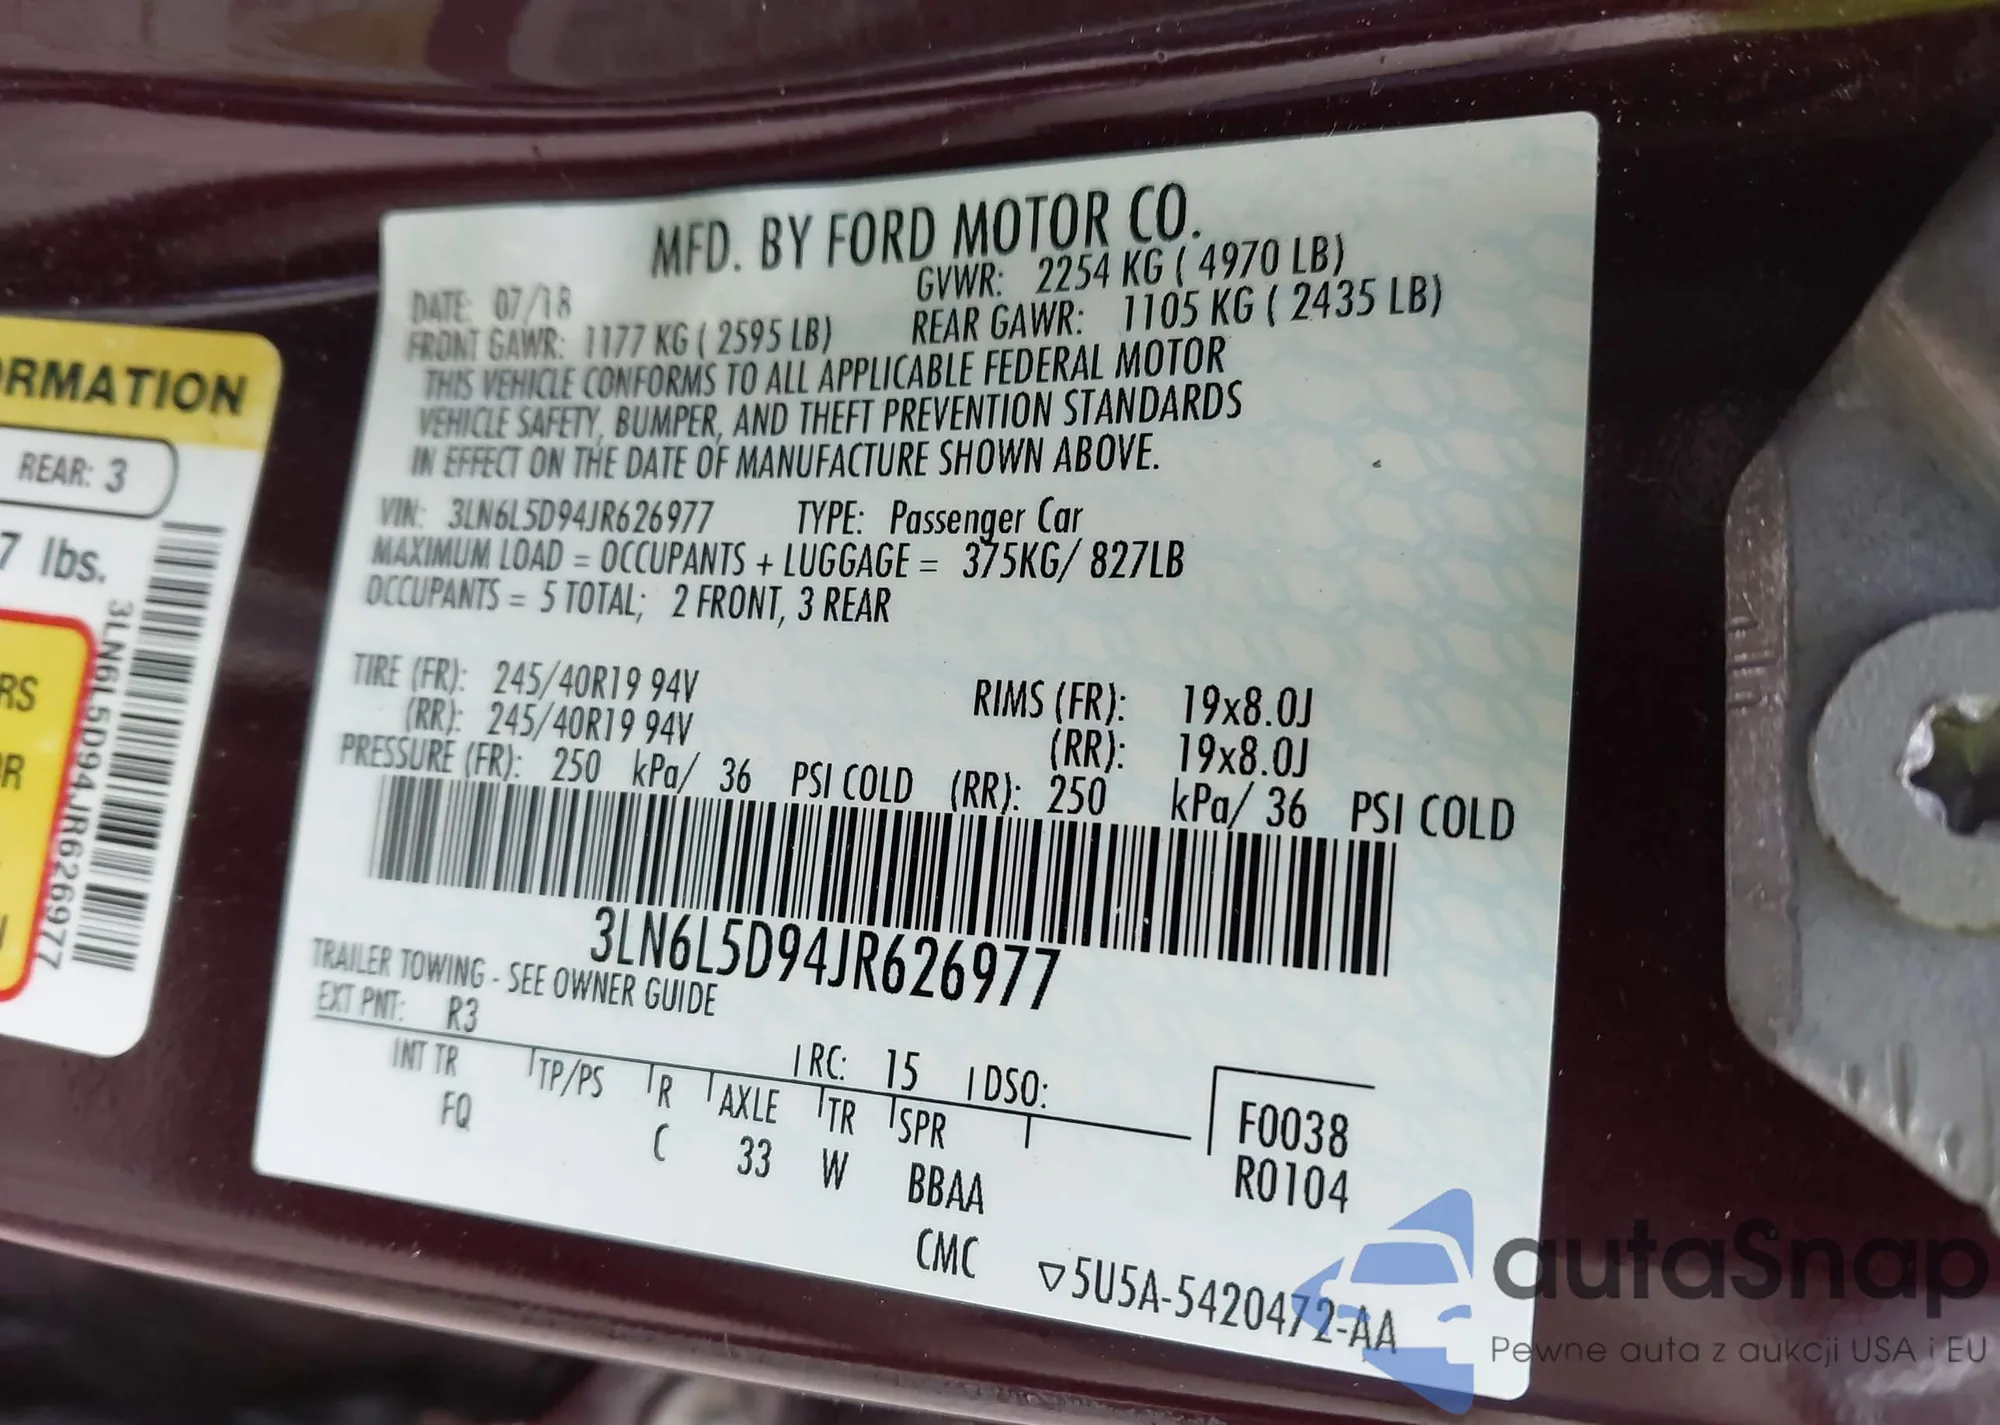 MFD. BY FORD MOTOR CO.
DATE: 07/18 GVWR: 2254 KG ( 4970 LB)
FRONT GAWR: 1177 KG ( 2595 LB) REAR GAWR: 1105 KG ( 2435 LB)
THIS VEHICLE CONFORMS TO ALL APPLICABLE FEDERAL MOTOR
VEHICLE SAFETY, BUMPER, AND THEFT PREVENTION STANDARDS
IN EFFECT ON THE DATE OF MANUFACTURE SHOWN ABOVE.
VIN: 3LN6L5D94JR626977 TYPE: Passenger Car
MAXIMUM LOAD = OCCUPANTS + LUGGAGE = 375KG/ 827LB
OCCUPANTS = 5 TOTAL; 2 FRONT, 3 REAR
TIRE (FR): 245/40R19 94V RIMS (FR): 19x8.0J
(RR): 245/40R19 94V (RR): 19x8.0J
PRESSURE (FR): 250 kPa/ 36 PSI COLD (RR): 250 kPa/ 36 PSI COLD
3LN6L5D94JR626977
TRAILER TOWING - SEE OWNER GUIDE
EXT PNT: R3 RC: 15 DSO:
INT TR TP/PS R AXLE TR SPR F0038
FQ C 33 W BBAA R0104
CMC
▽5U5A-5420472-AA
ORMATION
REAR: 3
7 lbs.
3LN6L5D94JR626977
RS
OR
autaSnap
Pewne auta z aukcji USA i EU